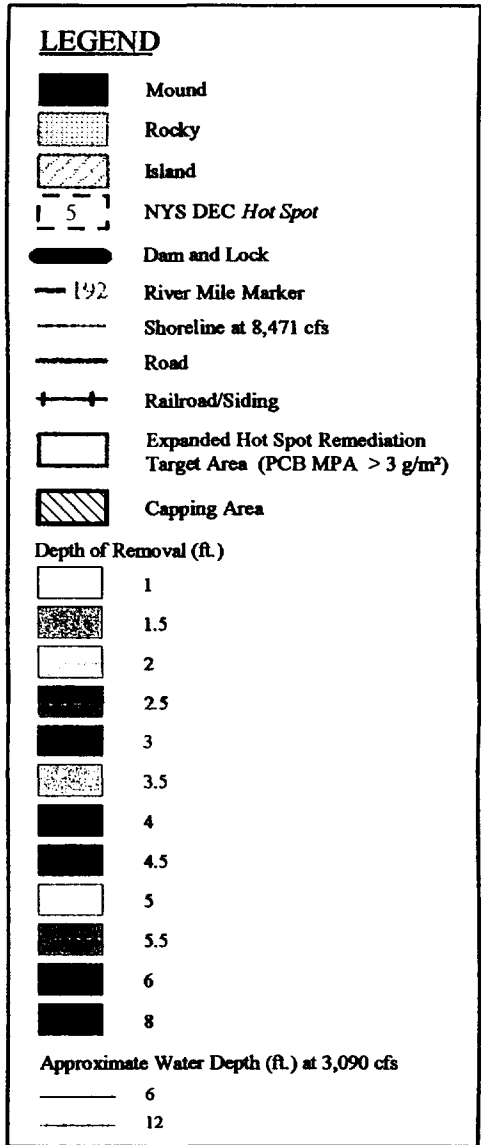 LEGEND
Mound
Rocky
Island
5 NYS DEC Hot Spot
Dam and Lock
192 River Mile Marker
Shoreline at 8,471 cfs
Road
Railroad/Siding
Expanded Hot Spot Remediation
Target Area (PCB MPA > 3 g/m²)
Capping Area
Depth of Removal (ft.)
1
1.5
2
2.5
3
3.5
4
4.5
5
5.5
6
8
Approximate Water Depth (ft.) at 3,090 cfs
6
12